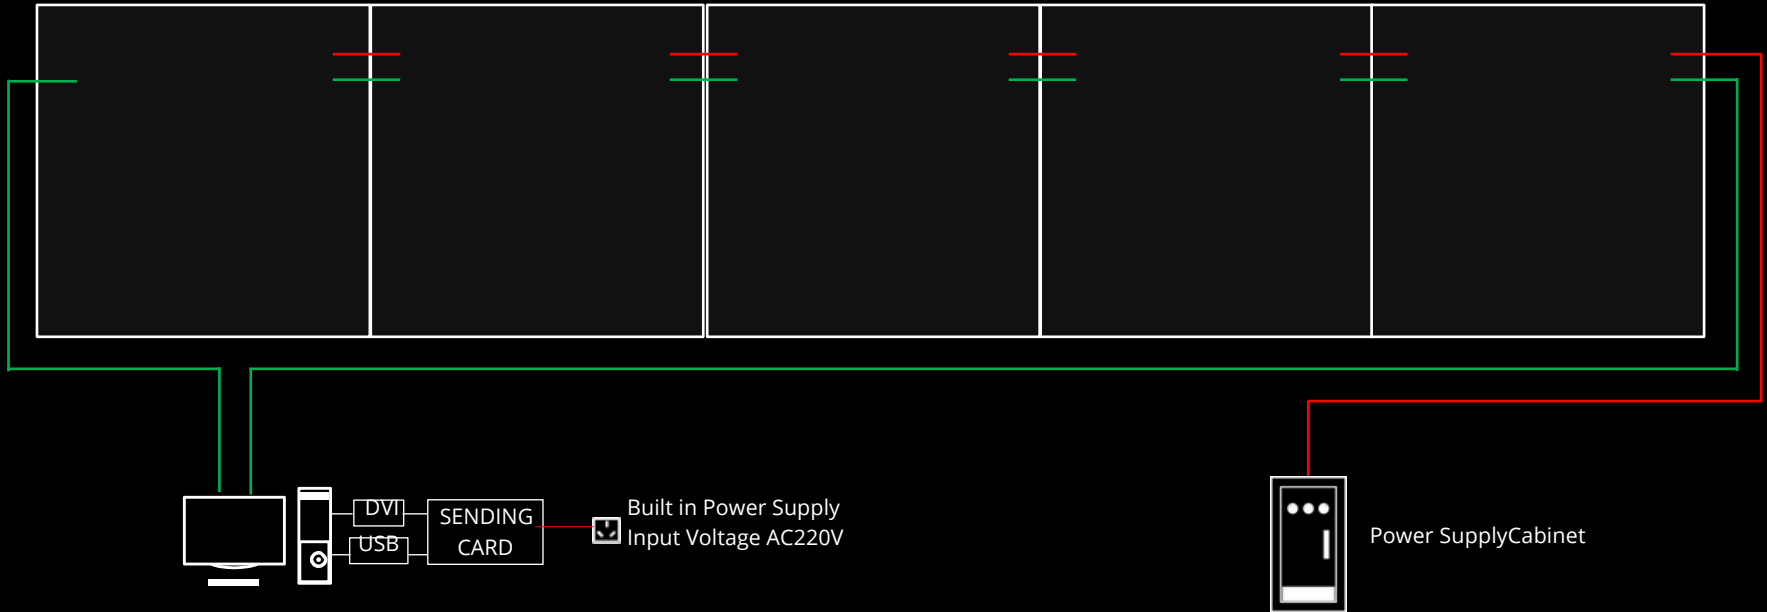 DVI
USB
SENDING
CARD
Built in Power Supply
Input Voltage AC220V
Power SupplyCabinet